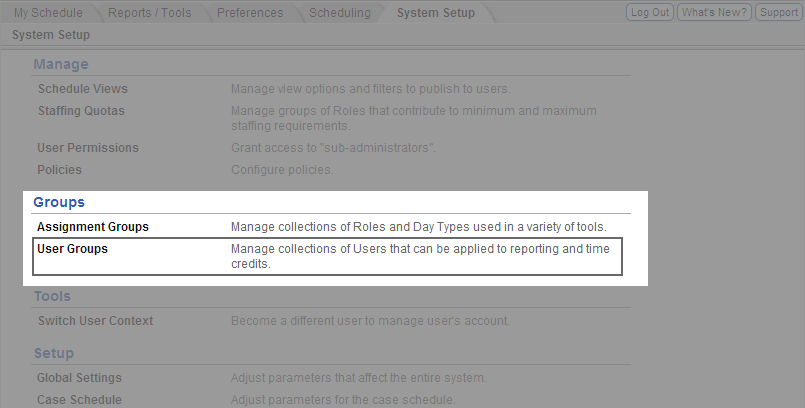 My Schedule Reports / Tools Preferences Scheduling System Setup Log Out What's New? Support
System Setup
Manage
Schedule Views Manage view options and filters to publish to users.
Staffing Quotas Manage groups of Roles that contribute to minimum and maximum
staffing requirements.
User Permissions Grant access to "sub-administrators".
Policies Configure policies.
Groups
Assignment Groups Manage collections of Roles and Day Types used in a variety of tools.
User Groups Manage collections of Users that can be applied to reporting and time
credits.
Tools
Switch User Context Become a different user to manage user's account.
Setup
Global Settings Adjust parameters that affect the entire system.
Case Schedule Adjust parameters for the case schedule.